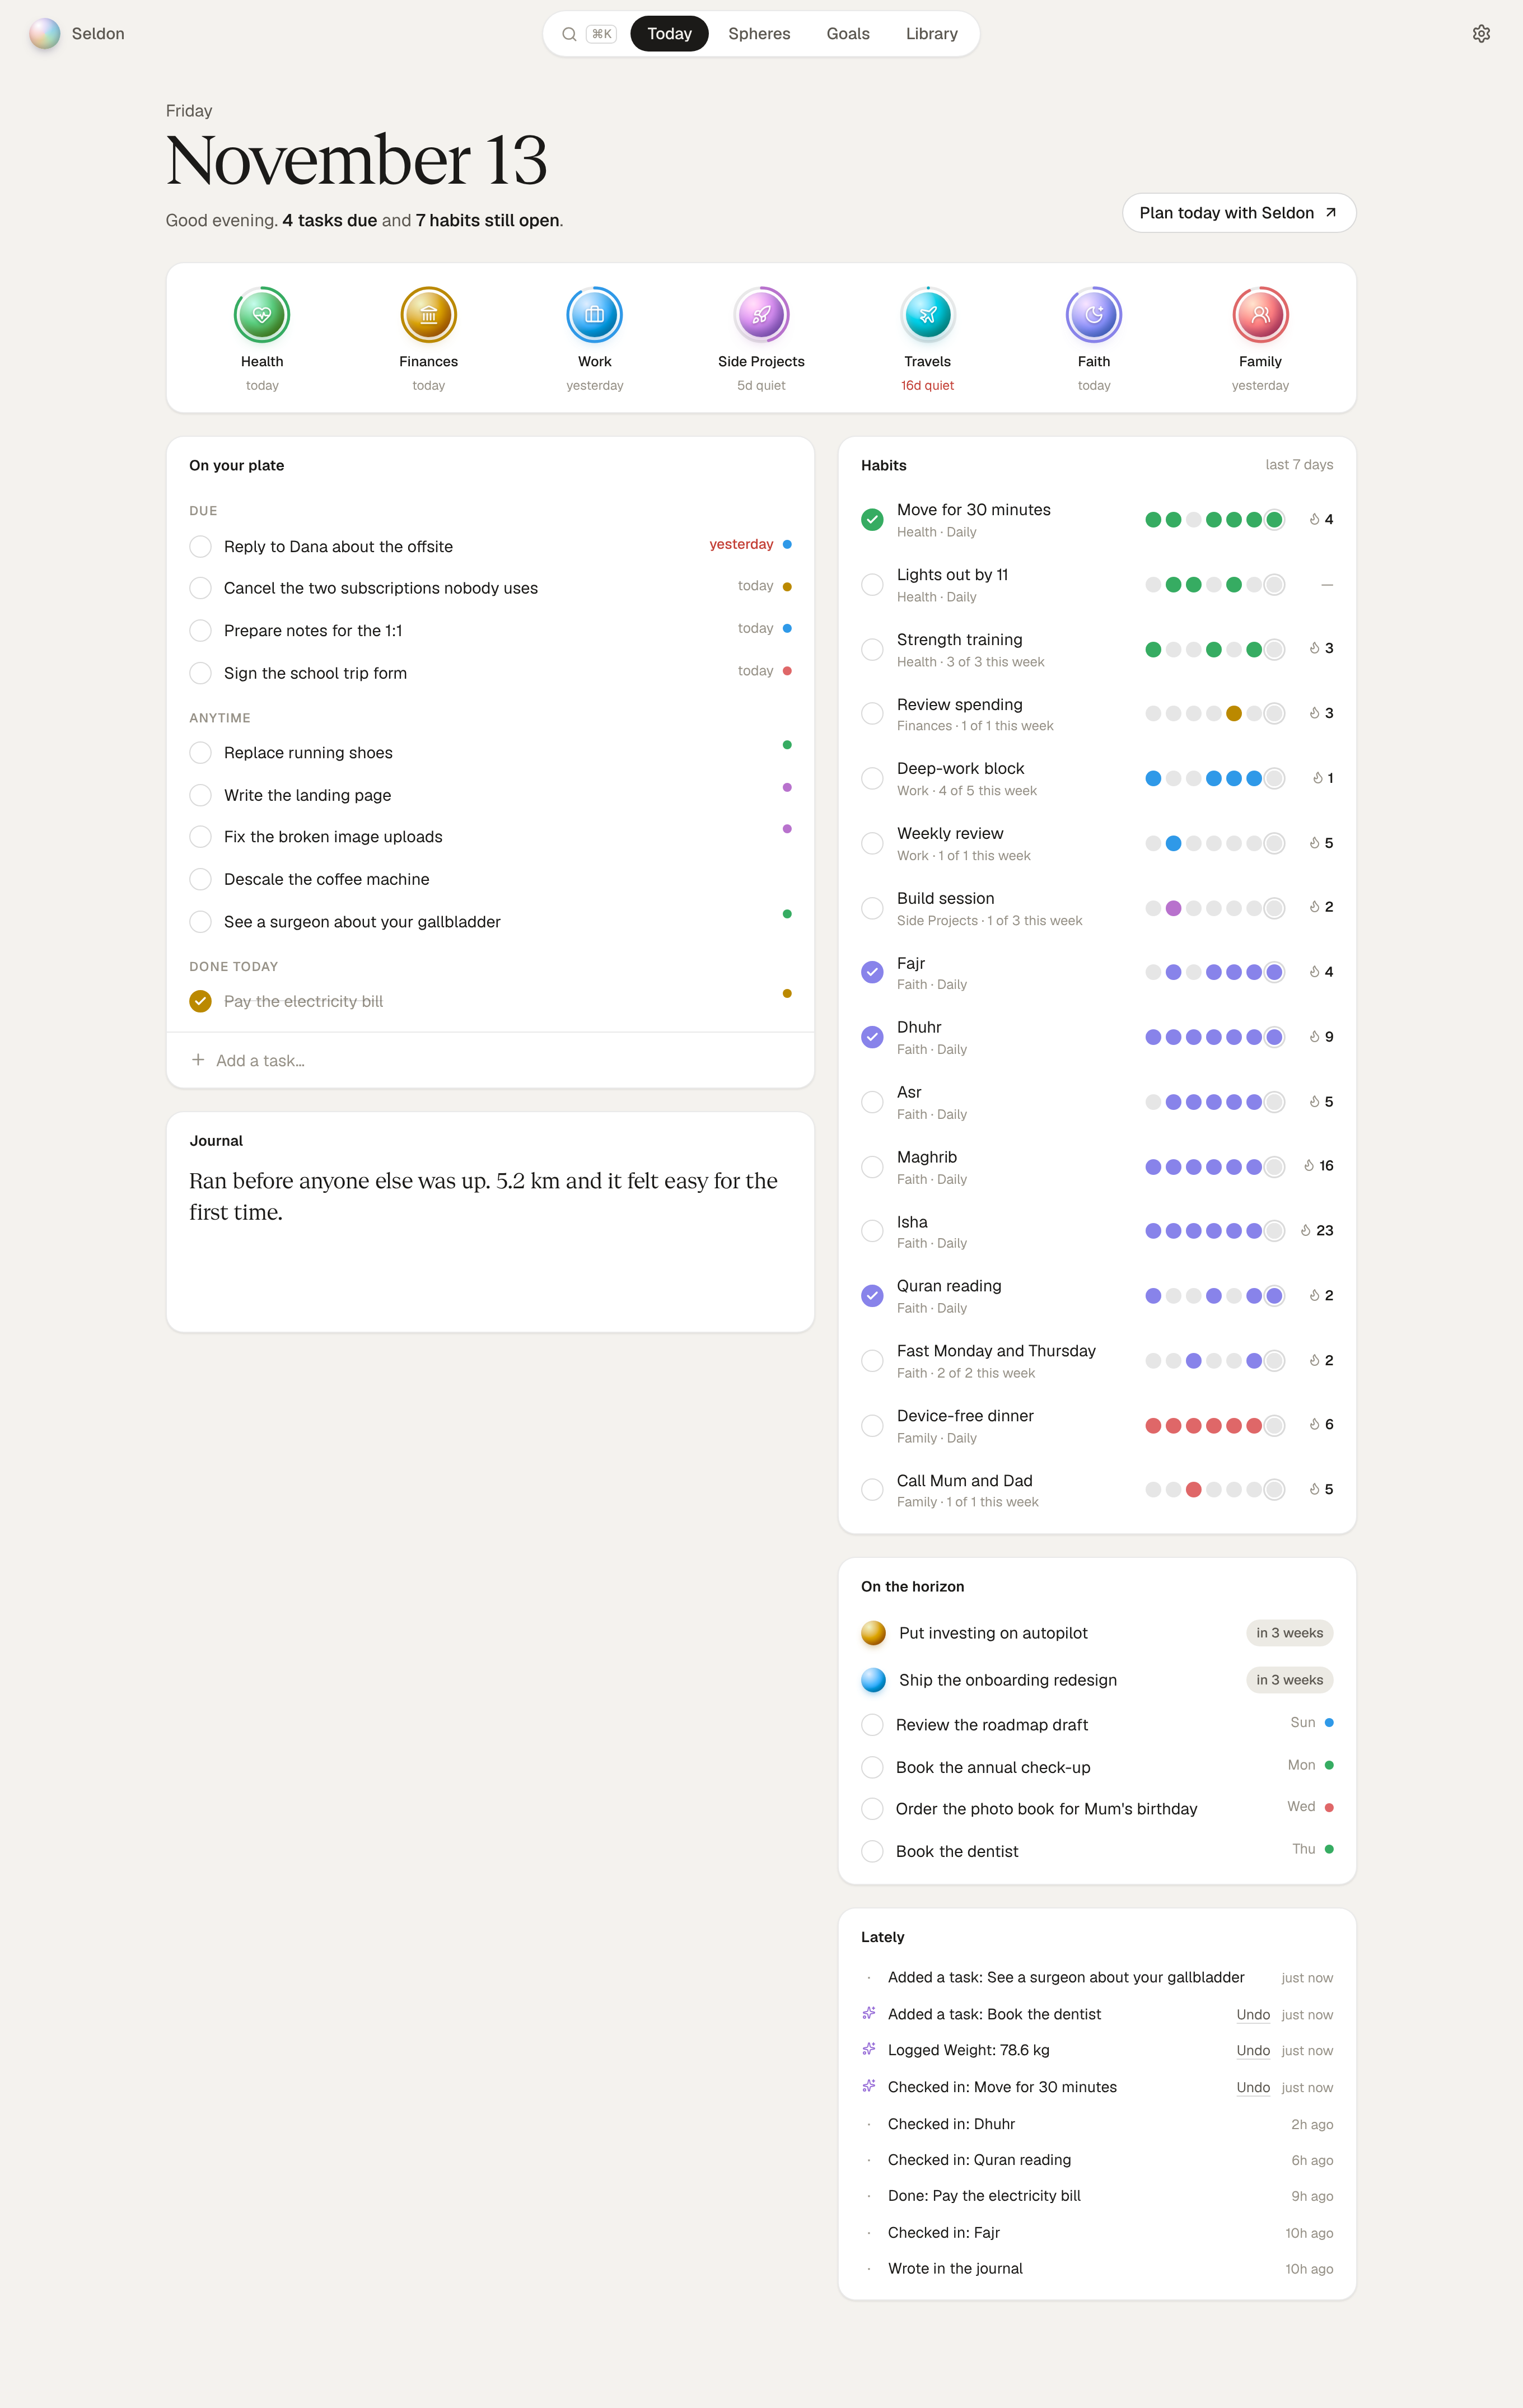 Seldon
⌘K Today Spheres Goals Library
Friday
November 13
Good evening. 4 tasks due and 7 habits still open.
Plan today with Seldon
Health
today
Finances
today
Work
yesterday
Side Projects
5d quiet
Travels
16d quiet
Faith
today
Family
yesterday
On your plate
DUE
Reply to Dana about the offsite yesterday
Cancel the two subscriptions nobody uses today
Prepare notes for the 1:1 today
Sign the school trip form today
ANYTIME
Replace running shoes
Write the landing page
Fix the broken image uploads
Descale the coffee machine
See a surgeon about your gallbladder
DONE TODAY
Pay the electricity bill
Add a task...
Journal
Ran before anyone else was up. 5.2 km and it felt easy for the
first time.
Habits last 7 days
Move for 30 minutes
Health · Daily
4
Lights out by 11
Health · Daily
—
Strength training
Health · 3 of 3 this week
3
Review spending
Finances · 1 of 1 this week
3
Deep-work block
Work · 4 of 5 this week
1
Weekly review
Work · 1 of 1 this week
5
Build session
Side Projects · 1 of 3 this week
2
Fajr
Faith · Daily
4
Dhuhr
Faith · Daily
9
Asr
Faith · Daily
5
Maghrib
Faith · Daily
16
Isha
Faith · Daily
23
Quran reading
Faith · Daily
2
Fast Monday and Thursday
Faith · 2 of 2 this week
2
Device-free dinner
Family · Daily
6
Call Mum and Dad
Family · 1 of 1 this week
5
On the horizon
Put investing on autopilot in 3 weeks
Ship the onboarding redesign in 3 weeks
Review the roadmap draft Sun
Book the annual check-up Mon
Order the photo book for Mum's birthday Wed
Book the dentist Thu
Lately
Added a task: See a surgeon about your gallbladder just now
Added a task: Book the dentist Undo just now
Logged Weight: 78.6 kg Undo just now
Checked in: Move for 30 minutes Undo just now
Checked in: Dhuhr 2h ago
Checked in: Quran reading 6h ago
Done: Pay the electricity bill 9h ago
Checked in: Fajr 10h ago
Wrote in the journal 10h ago